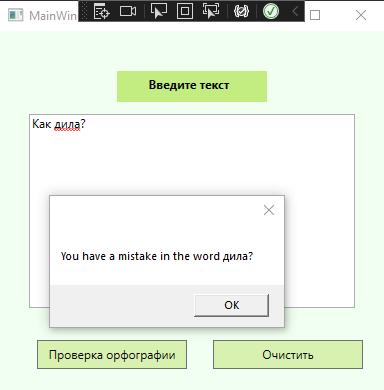 MainWin
Введите текст
Как дила?
You have a mistake in the word дила?
OK
Проверка орфографии
Очистить